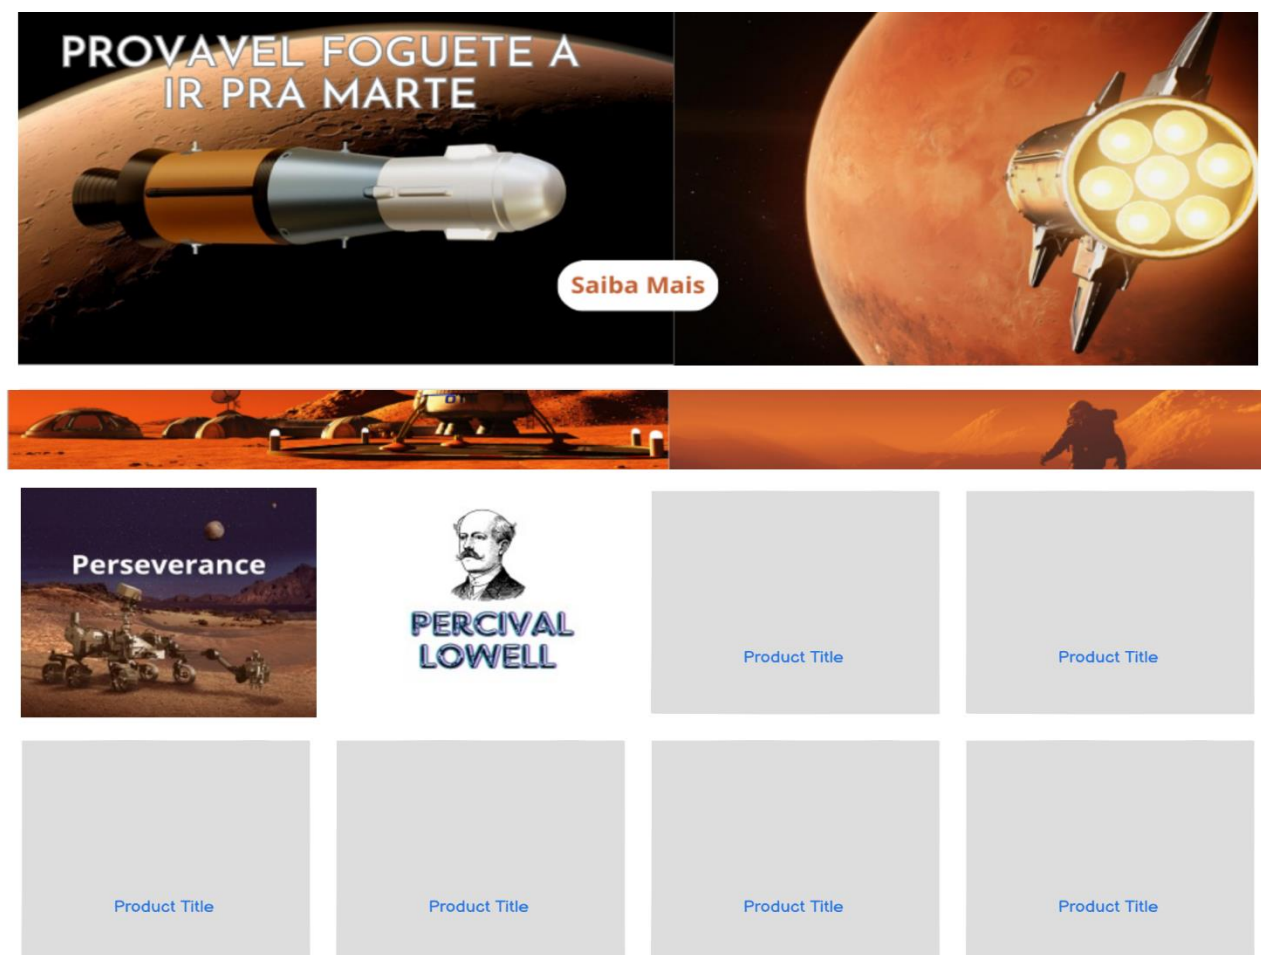 PROVAVEL FOGUETE A
IR PRA MARTE
Saiba Mais
Perseverance
PERCIVAL
LOWELL
Product Title
Product Title
Product Title
Product Title
Product Title
Product Title